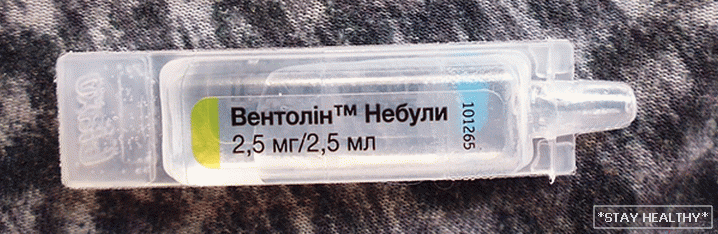 Вентолін™ Небули
2,5 мг/2,5 мл
101265
*STAY HEALTHY*